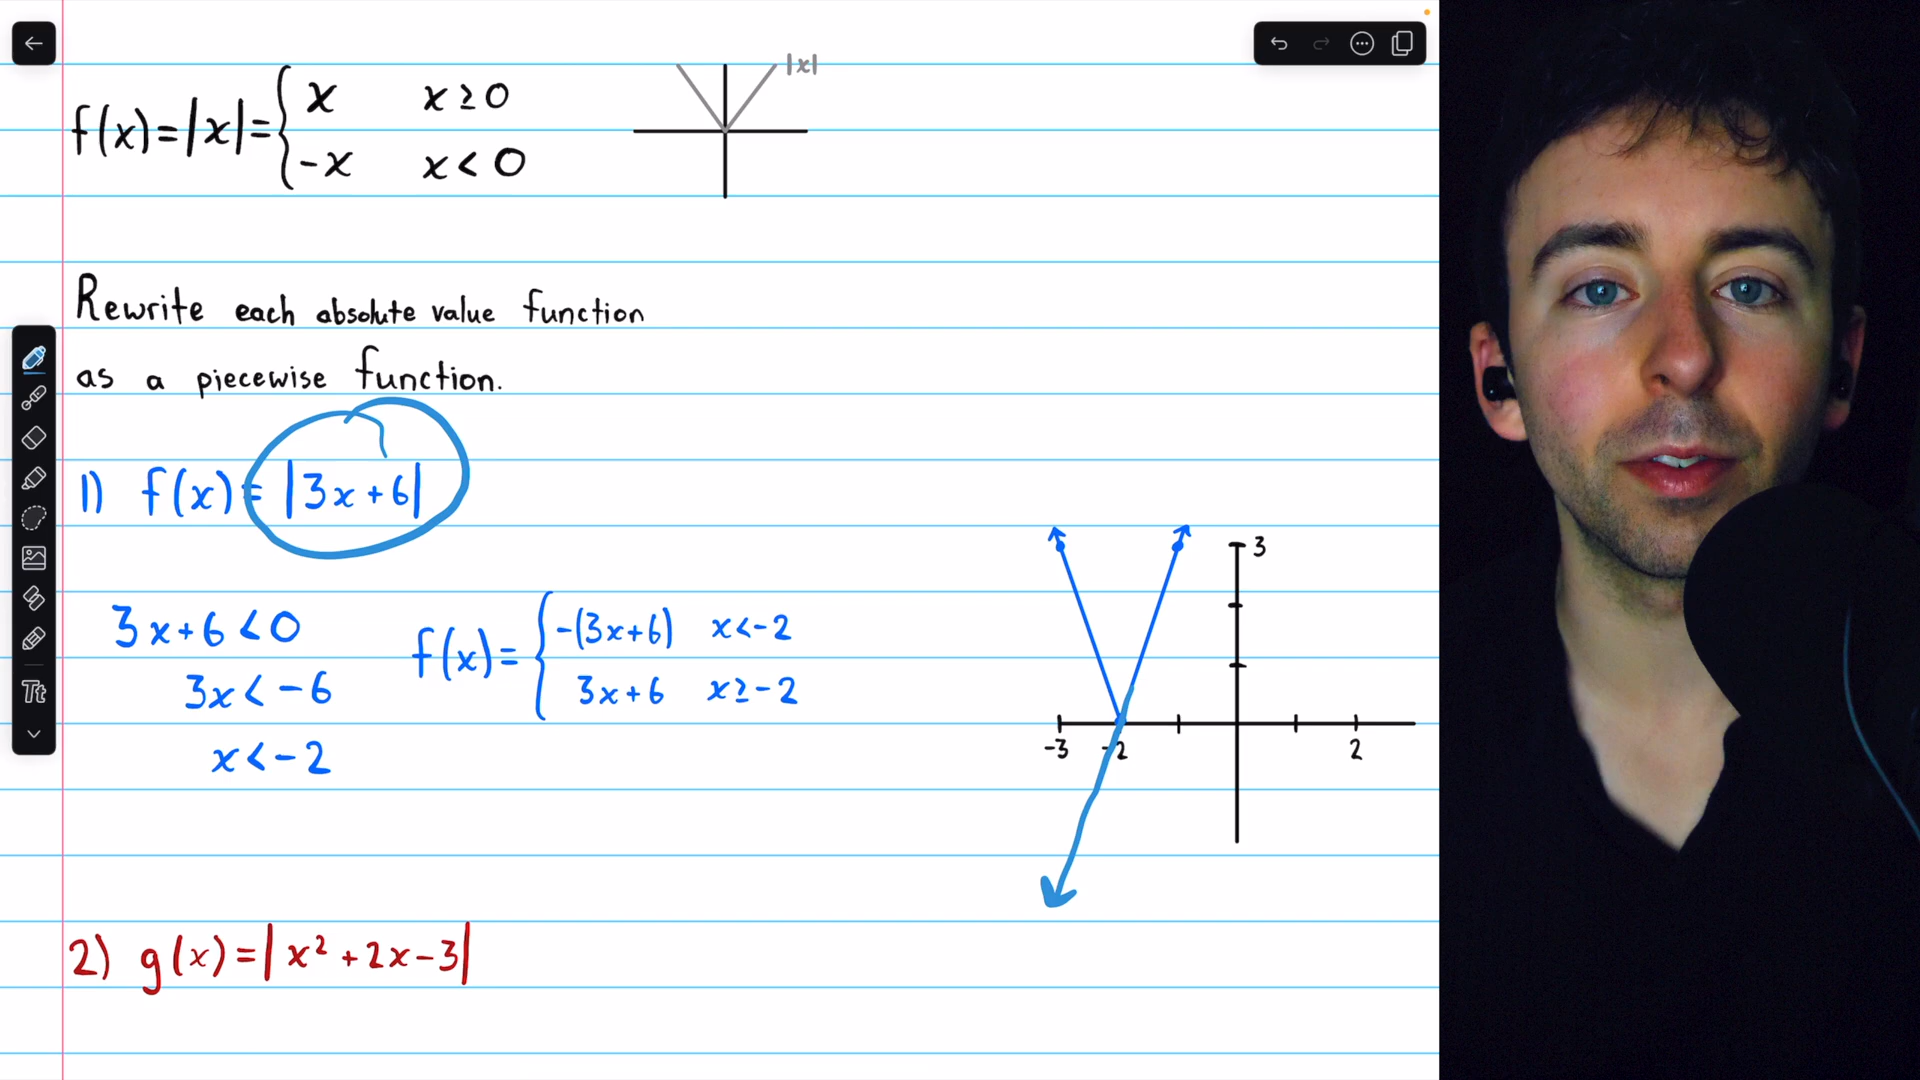 f(x)=|x|={x x≥0
-x x<0
|x|
Rewrite each absolute value function
as a piecewise function.
1) f(x)=|3x+6|
3x+6<0
3x<-6
x<-2
f(x)={-(3x+6) x<-2
3x+6 x≥-2
3
-3 -2 2
2) g(x)=|x²+2x-3|
Tt